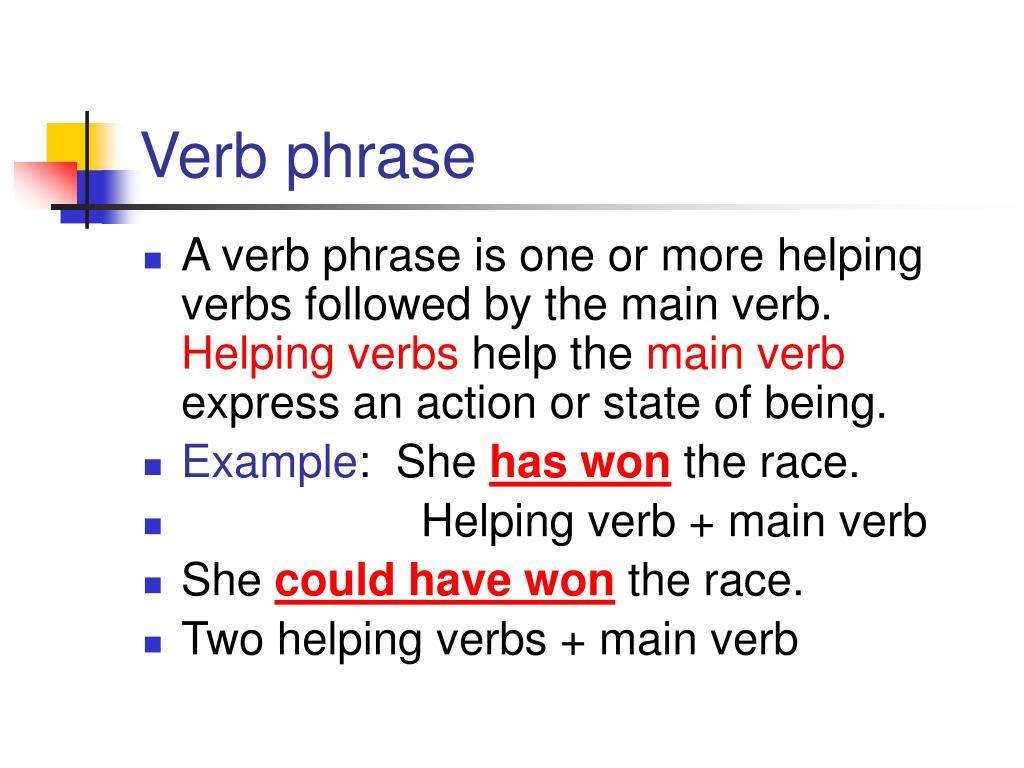 Verb phrase
A verb phrase is one or more helping
verbs followed by the main verb.
Helping verbs help the main verb
express an action or state of being.
Example:  She has won the race.
Helping verb + main verb
She could have won the race.
Two helping verbs + main verb